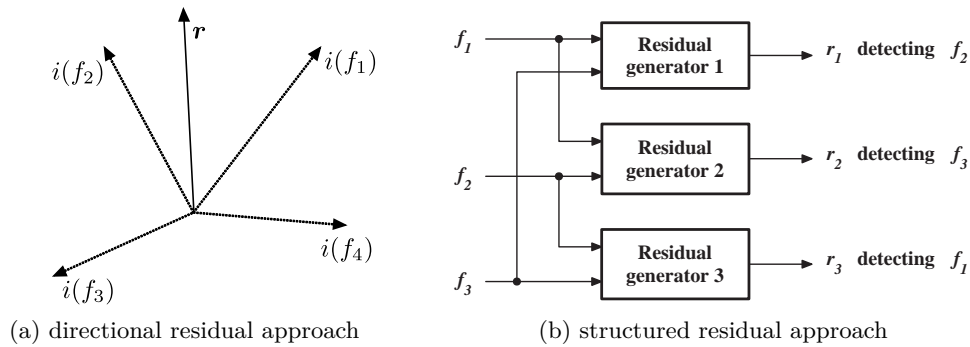 r
i(f₁)
i(f₂)
i(f₃)
i(f₄)
(a) directional residual approach
f₁
f₂
f₃
Residual
generator 1
Residual
generator 2
Residual
generator 3
r₁ detecting f₂
r₂ detecting f₃
r₃ detecting f₁
(b) structured residual approach